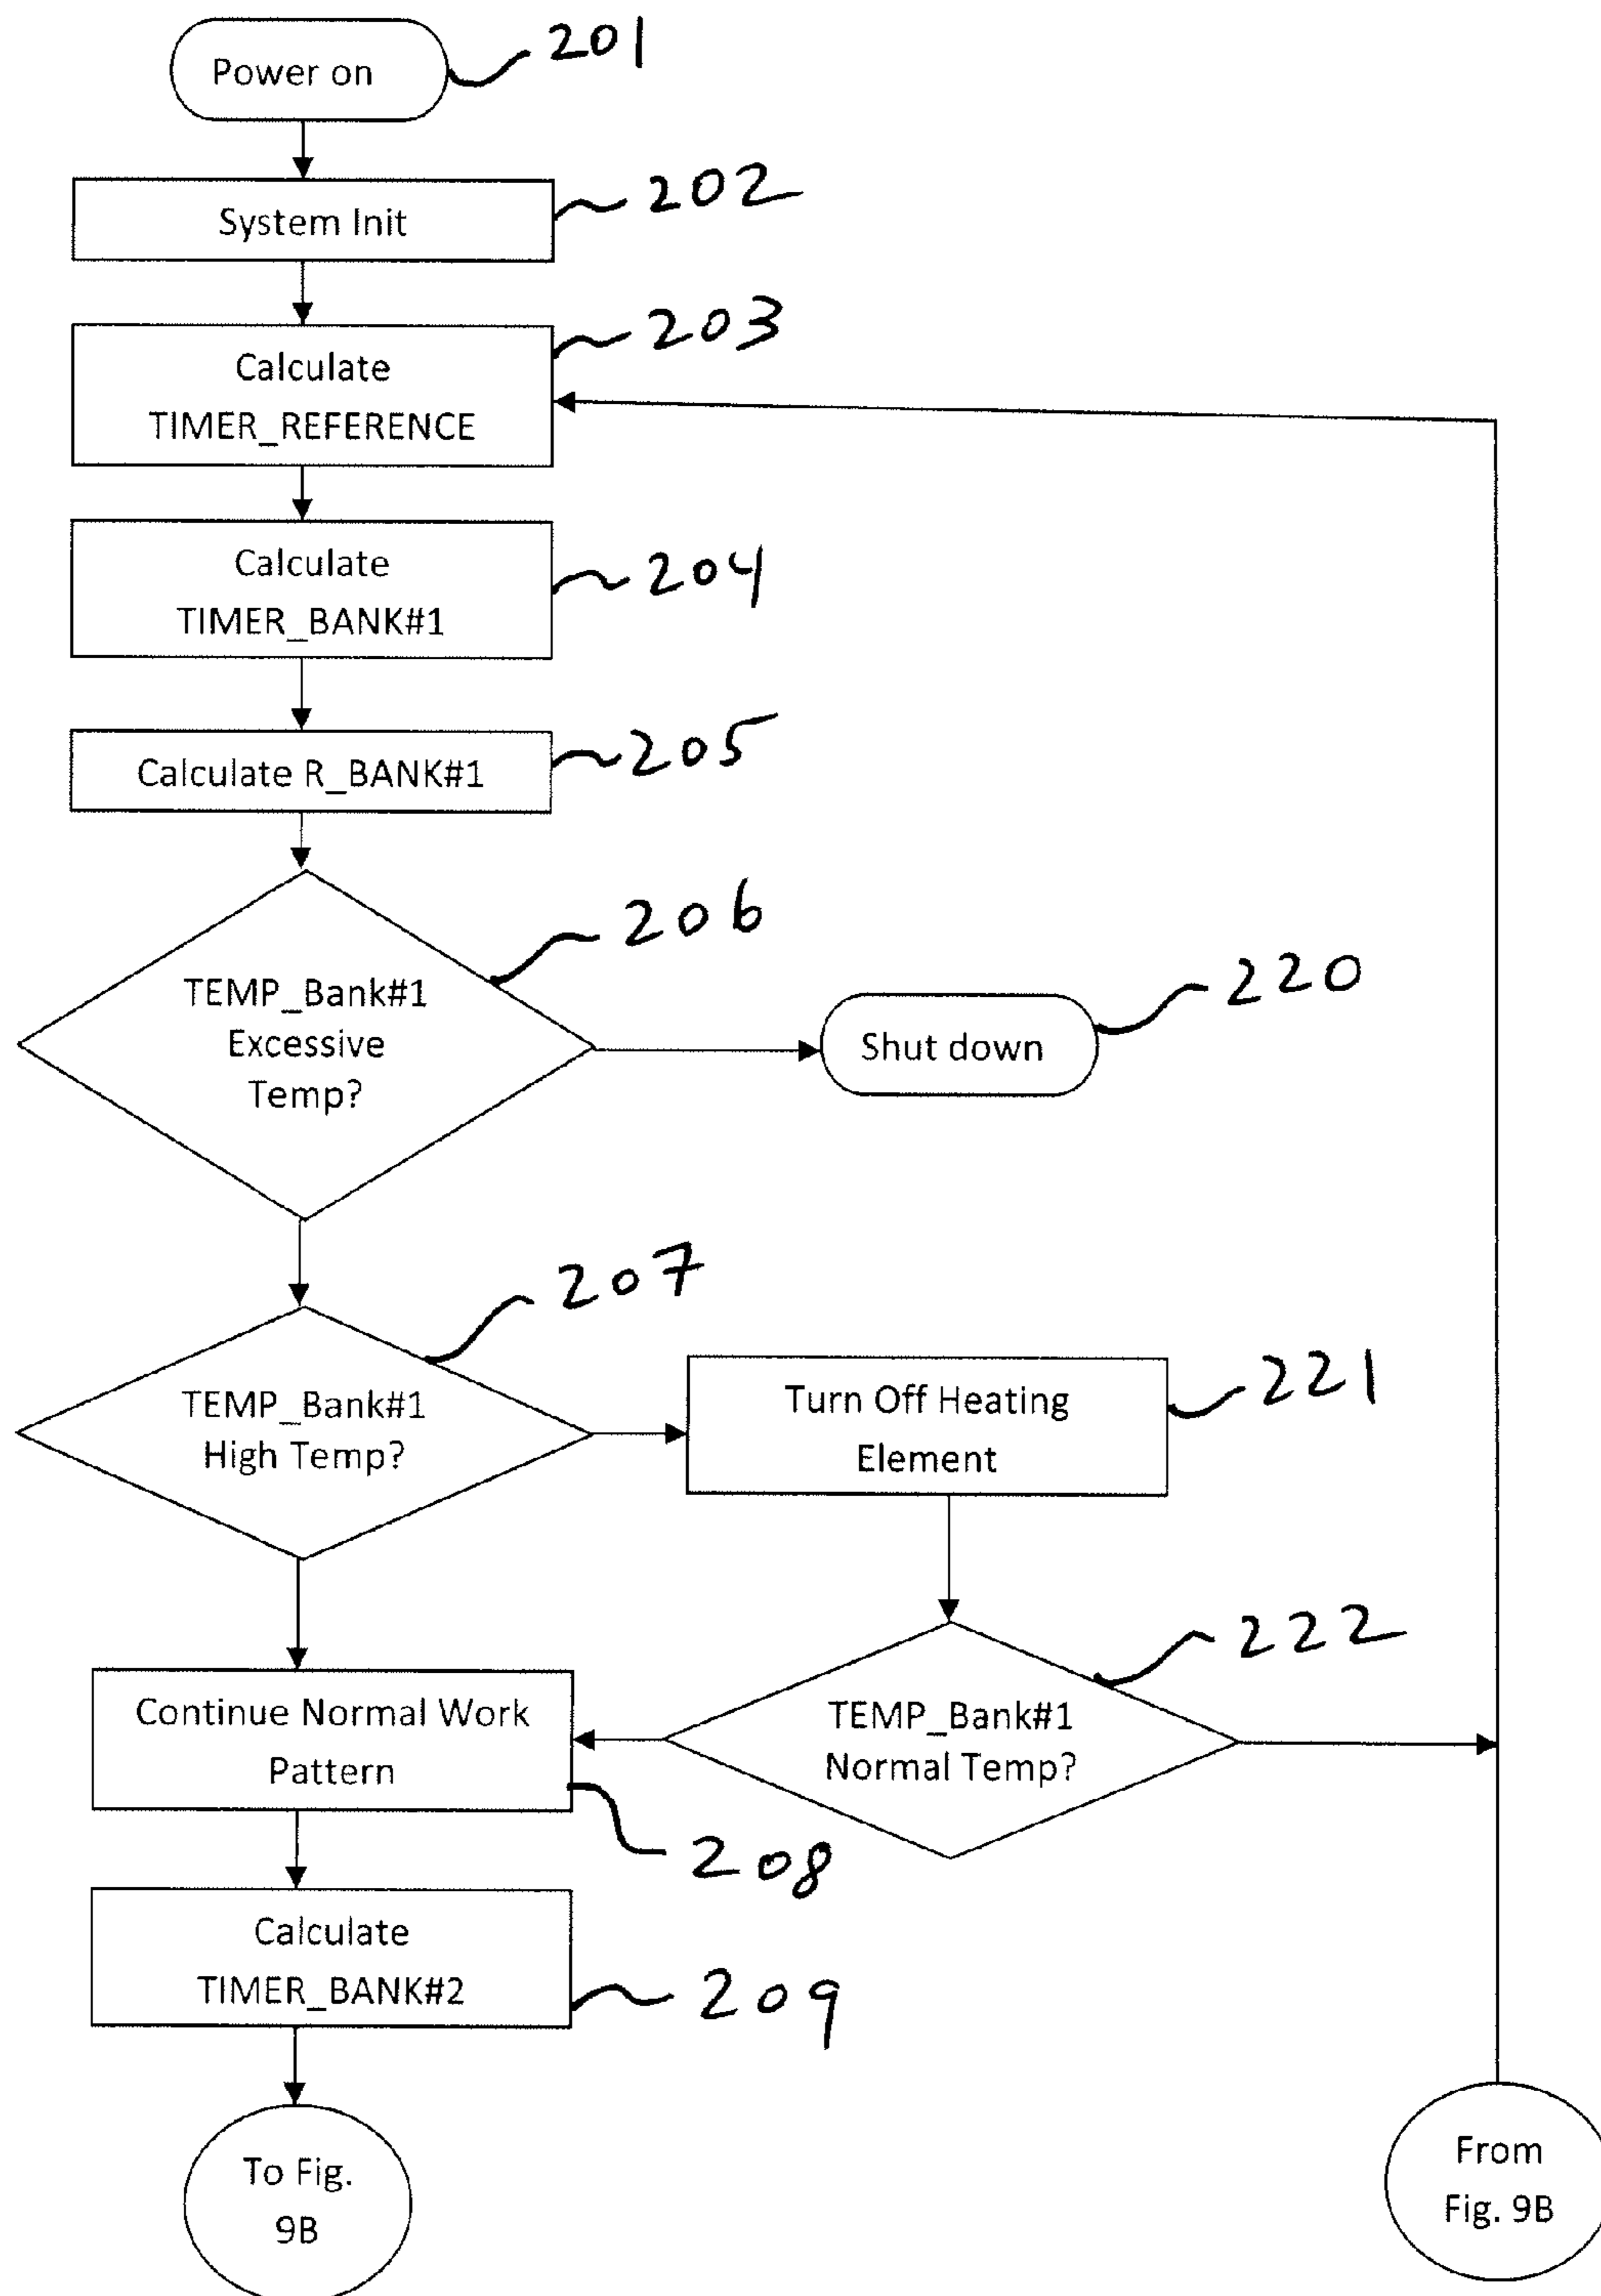 Power on
201
System Init
202
Calculate
TIMER_REFERENCE
203
Calculate
TIMER_BANK#1
204
Calculate R_BANK#1
205
TEMP_Bank#1
Excessive
Temp?
206
Shut down
220
TEMP_Bank#1
High Temp?
207
Turn Off Heating
Element
221
Continue Normal Work
Pattern
208
TEMP_Bank#1
Normal Temp?
222
Calculate
TIMER_BANK#2
209
To Fig.
9B
From
Fig. 9B